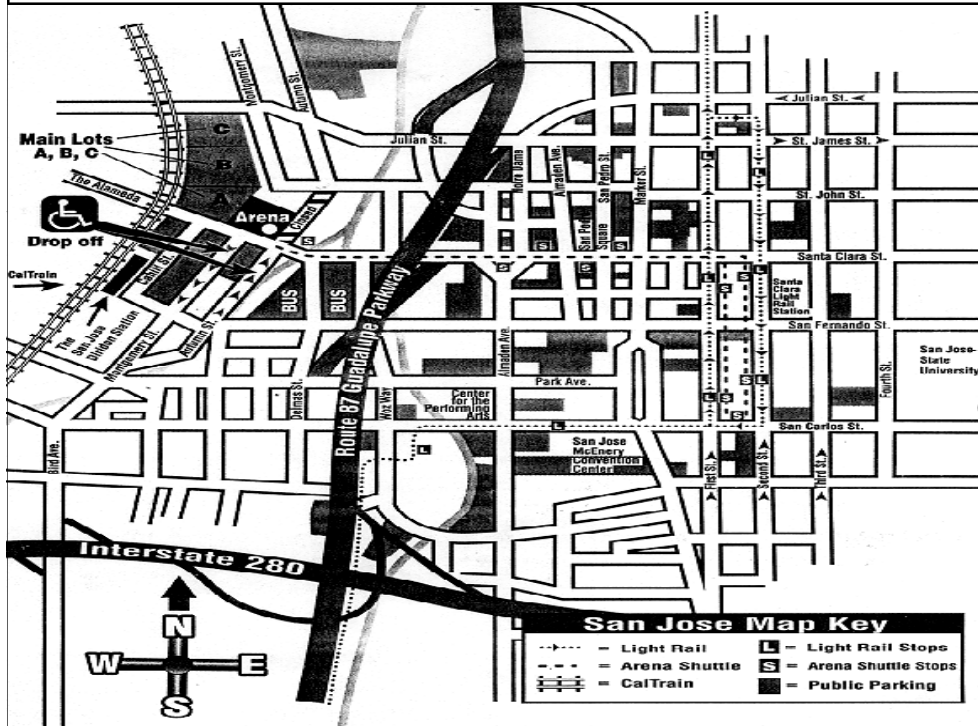 Montgomery St.
Autumn St.
Main Lots
A, B, C
C
B
A
The Alameda
Arena
Closed
Drop off
CalTrain
Cahill St.
The
San Jose
Diridon Station
Montgomery St.
Autumn St.
BUS
BUS
Julian St.
Julian St.
St. James St.
St. John St.
Notre Dame
Almaden Ave.
San Pedro St.
San Pedro
Square
Market St.
Santa Clara St.
Santa
Clara
Light
Rail
Station
San Fernando St.
San Jose
State
University
Route 87 Guadalupe Parkway
Almaden Ave.
Park Ave.
Fourth St.
Delmas St.
Woz Way
Center
for the
Performing
Arts
San Carlos St.
San Jose
McEnery
Convention
Center
Bird Ave.
First St.
Second St.
Third St.
Interstate 280
N
W
E
S
San Jose Map Key
= Light Rail
L = Light Rail Stops
= Arena Shuttle
S = Arena Shuttle Stops
= CalTrain
= Public Parking